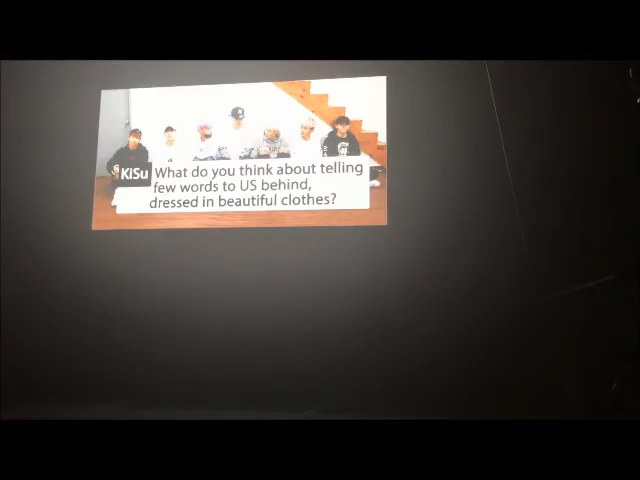 KiSu What do you think about telling
few words to US behind,
dressed in beautiful clothes?